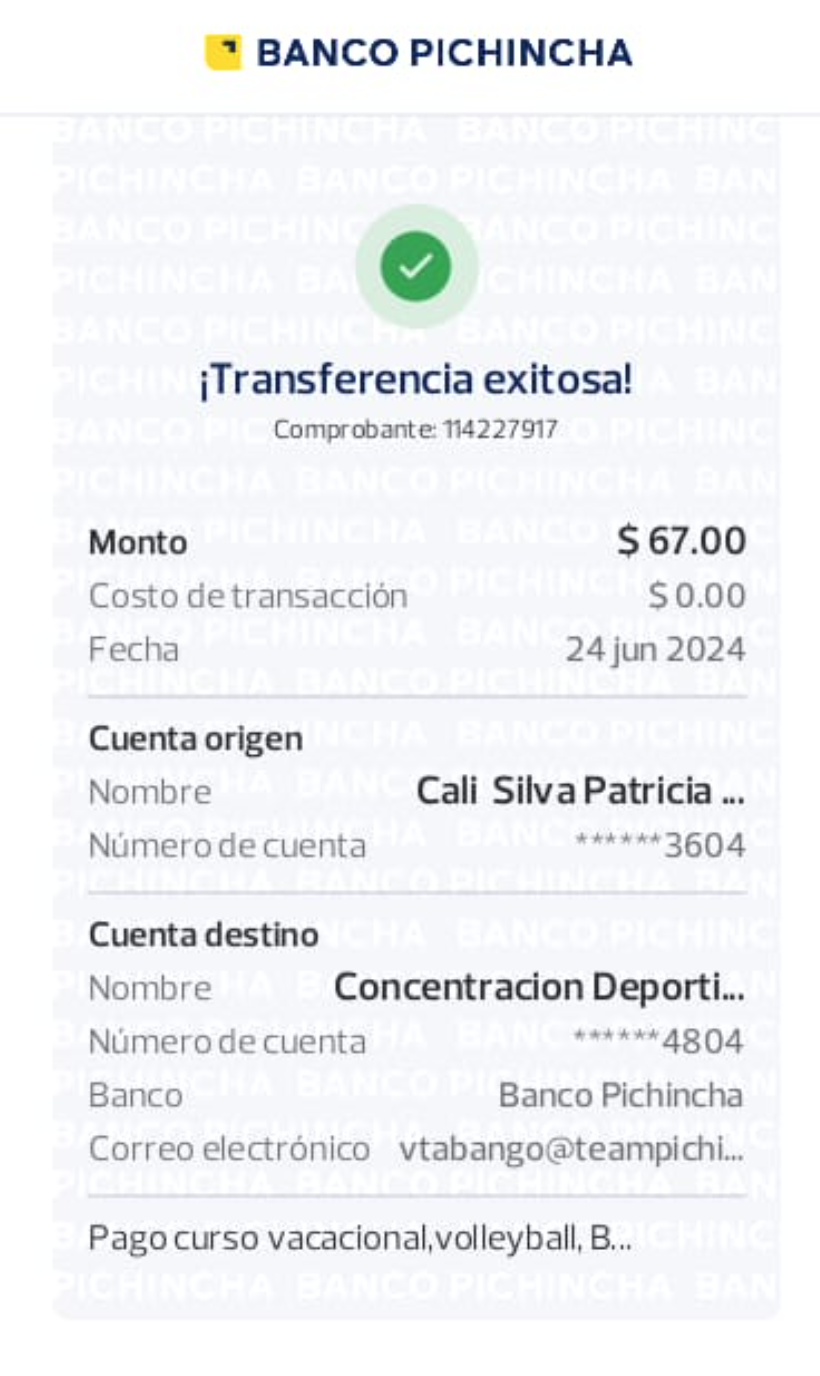 BANCO PICHINCHA
¡Transferencia exitosa!
Comprobante: 114227917
Monto $ 67.00
Costo de transacción $ 0.00
Fecha 24 jun 2024
Cuenta origen
Nombre Cali Silva Patricia ...
Número de cuenta ******3604
Cuenta destino
Nombre Concentracion Deporti...
Número de cuenta ******4804
Banco Banco Pichincha
Correo electrónico vtabango@teampichi...
Pago curso vacacional,volleyball, B...